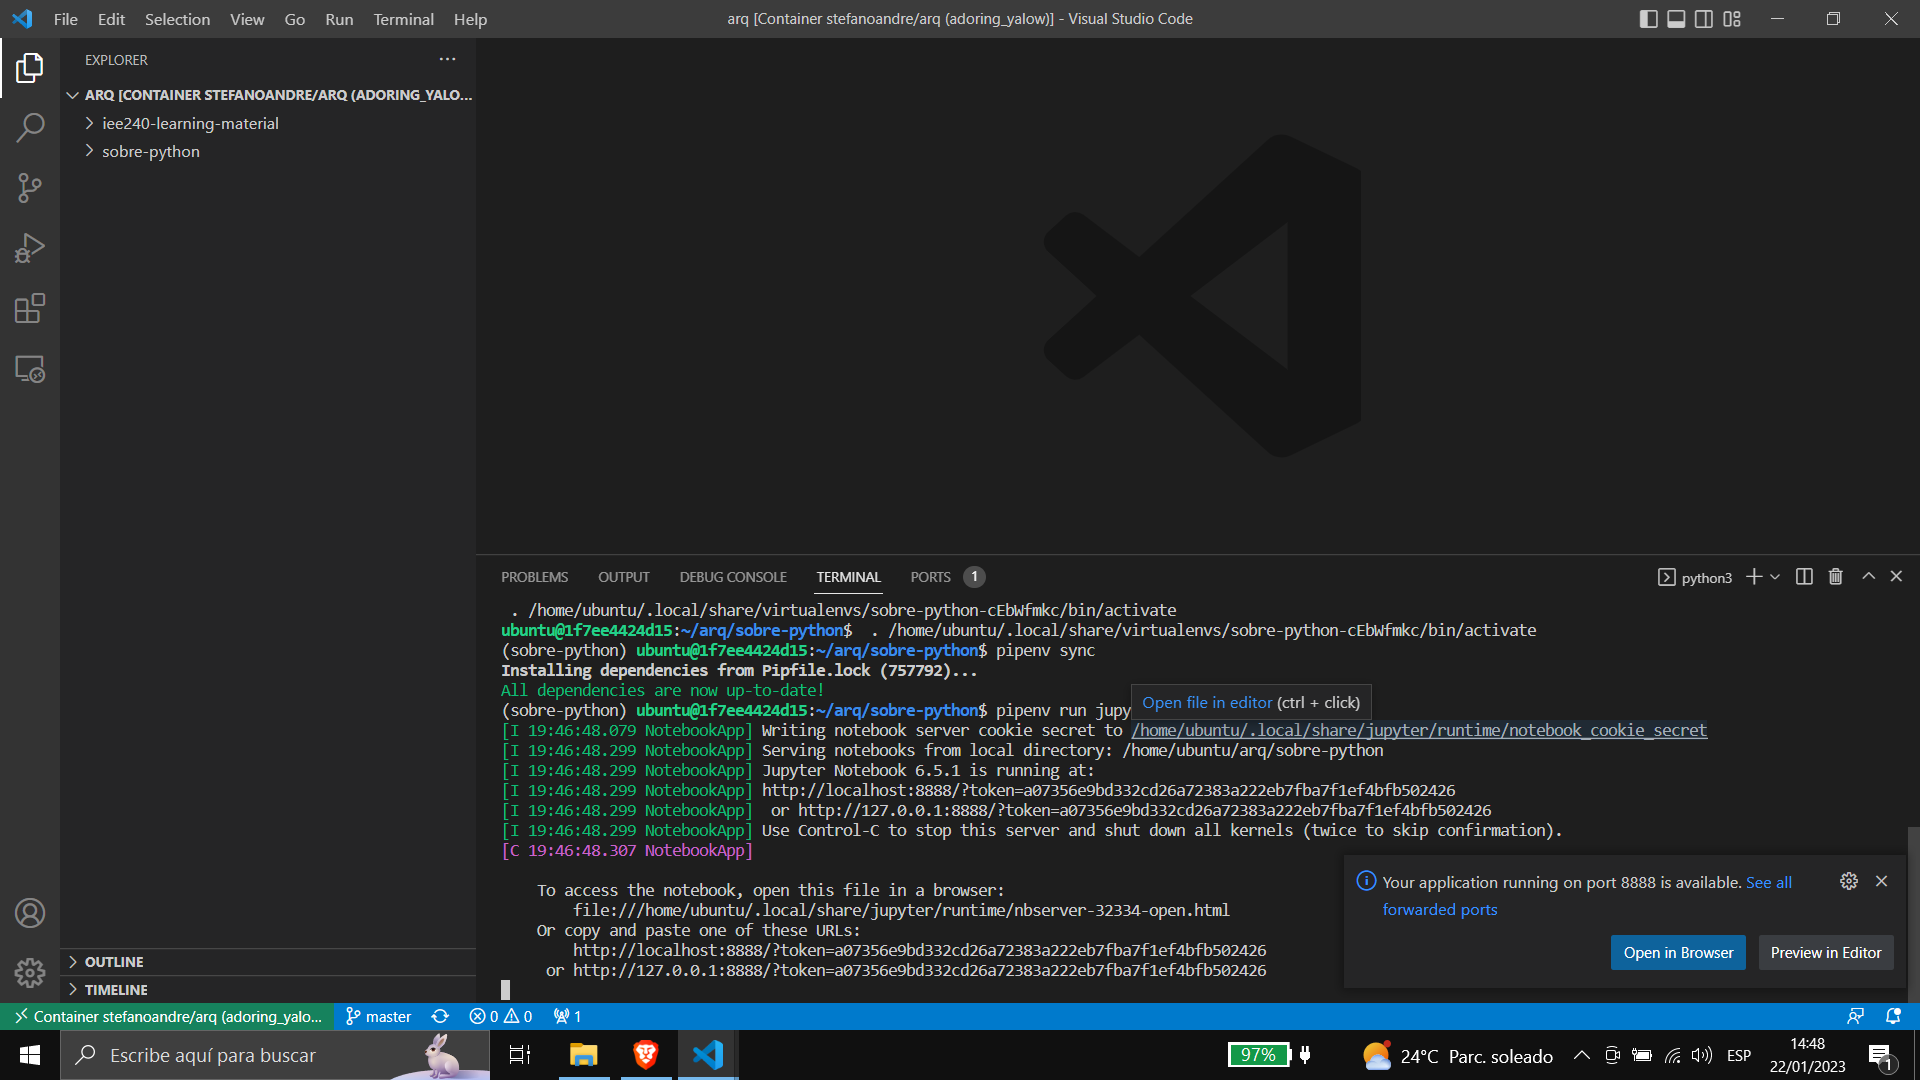 File Edit Selection View Go Run Terminal Help
arq [Container stefanoandre/arq (adoring_yalow)] - Visual Studio Code
EXPLORER
ARQ [CONTAINER STEFANOANDRE/ARQ (ADORING_YALO...
iee240-learning-material
sobre-python
OUTLINE
TIMELINE
PROBLEMS OUTPUT DEBUG CONSOLE TERMINAL PORTS 1
python3
. /home/ubuntu/.local/share/virtualenvs/sobre-python-cEbWfmkc/bin/activate
ubuntu@1f7ee4424d15:~/arq/sobre-python$  . /home/ubuntu/.local/share/virtualenvs/sobre-python-cEbWfmkc/bin/activate
(sobre-python) ubuntu@1f7ee4424d15:~/arq/sobre-python$ pipenv sync
Installing dependencies from Pipfile.lock (757792)...
All dependencies are now up-to-date!
(sobre-python) ubuntu@1f7ee4424d15:~/arq/sobre-python$ pipenv run jupy
Open file in editor (ctrl + click)
[I 19:46:48.079 NotebookApp] Writing notebook server cookie secret to /home/ubuntu/.local/share/jupyter/runtime/notebook_cookie_secret
[I 19:46:48.299 NotebookApp] Serving notebooks from local directory: /home/ubuntu/arq/sobre-python
[I 19:46:48.299 NotebookApp] Jupyter Notebook 6.5.1 is running at:
[I 19:46:48.299 NotebookApp] http://localhost:8888/?token=a07356e9bd332cd26a72383a222eb7fba7f1ef4bfb502426
[I 19:46:48.299 NotebookApp]  or http://127.0.0.1:8888/?token=a07356e9bd332cd26a72383a222eb7fba7f1ef4bfb502426
[I 19:46:48.299 NotebookApp] Use Control-C to stop this server and shut down all kernels (twice to skip confirmation).
[C 19:46:48.307 NotebookApp]
To access the notebook, open this file in a browser:
file:///home/ubuntu/.local/share/jupyter/runtime/nbserver-32334-open.html
Or copy and paste one of these URLs:
http://localhost:8888/?token=a07356e9bd332cd26a72383a222eb7fba7f1ef4bfb502426
or http://127.0.0.1:8888/?token=a07356e9bd332cd26a72383a222eb7fba7f1ef4bfb502426
Your application running on port 8888 is available. See all
forwarded ports
Open in Browser
Preview in Editor
Container stefanoandre/arq (adoring_yalo... master 0 0 1
Escribe aquí para buscar
97%
24°C Parc. soleado
ESP
14:48
22/01/2023
1